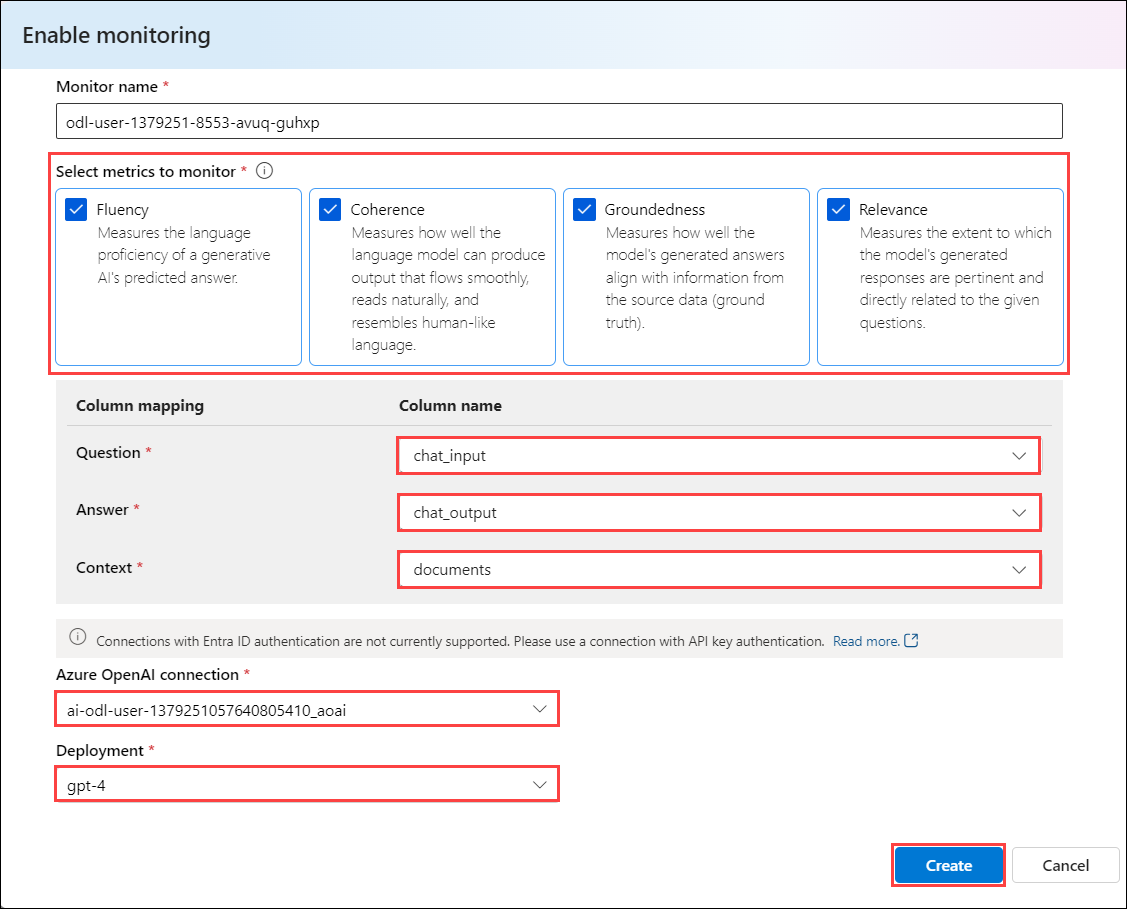 Enable monitoring
Monitor name *
odl-user-1379251-8553-avuq-guhxp
Select metrics to monitor *
Fluency
Measures the language
proficiency of a generative
AI's predicted answer.
Coherence
Measures how well the
language model can produce
output that flows smoothly,
reads naturally, and
resembles human-like
language.
Groundedness
Measures how well the
model's generated answers
align with information from
the source data (ground
truth).
Relevance
Measures the extent to which
the model's generated
responses are pertinent and
directly related to the given
questions.
Column mapping Column name
Question * chat_input
Answer * chat_output
Context * documents
Connections with Entra ID authentication are not currently supported. Please use a connection with API key authentication. Read more.
Azure OpenAI connection *
ai-odl-user-1379251057640805410_aoai
Deployment *
gpt-4
Create Cancel